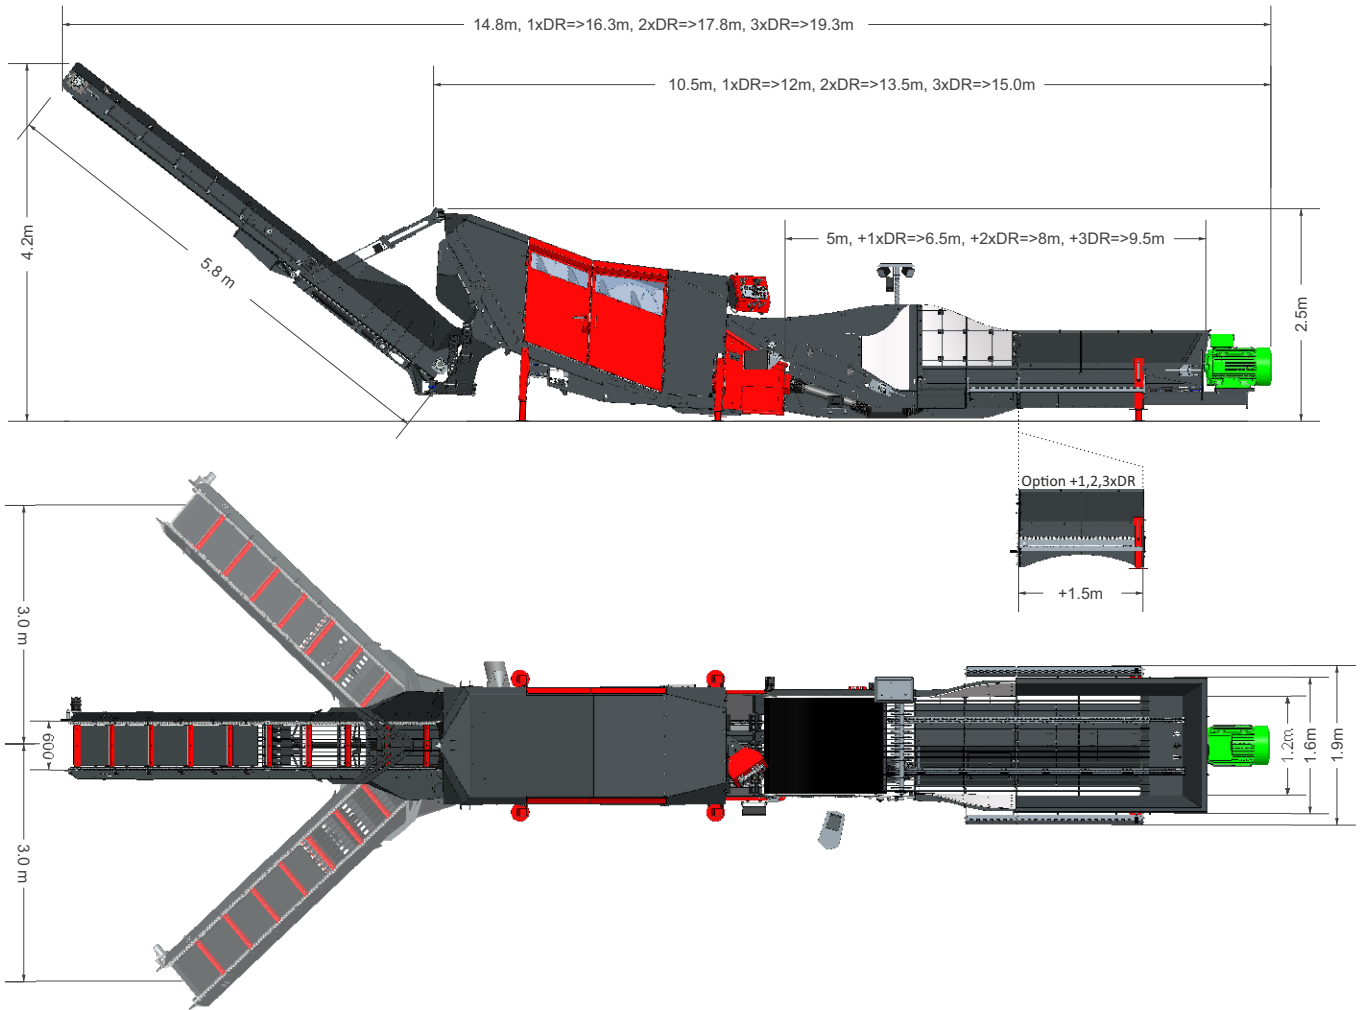 14.8m, 1xDR=>16.3m, 2xDR=>17.8m, 3xDR=>19.3m
10.5m, 1xDR=>12m, 2xDR=>13.5m, 3xDR=>15.0m
4.2m
5.8 m
5m, +1xDR=>6.5m, +2xDR=>8m, +3DR=>9.5m
2.5m
Option +1,2,3xDR
+1.5m
3.0 m
609
1.2m
1.6m
1.9m
3.0 m